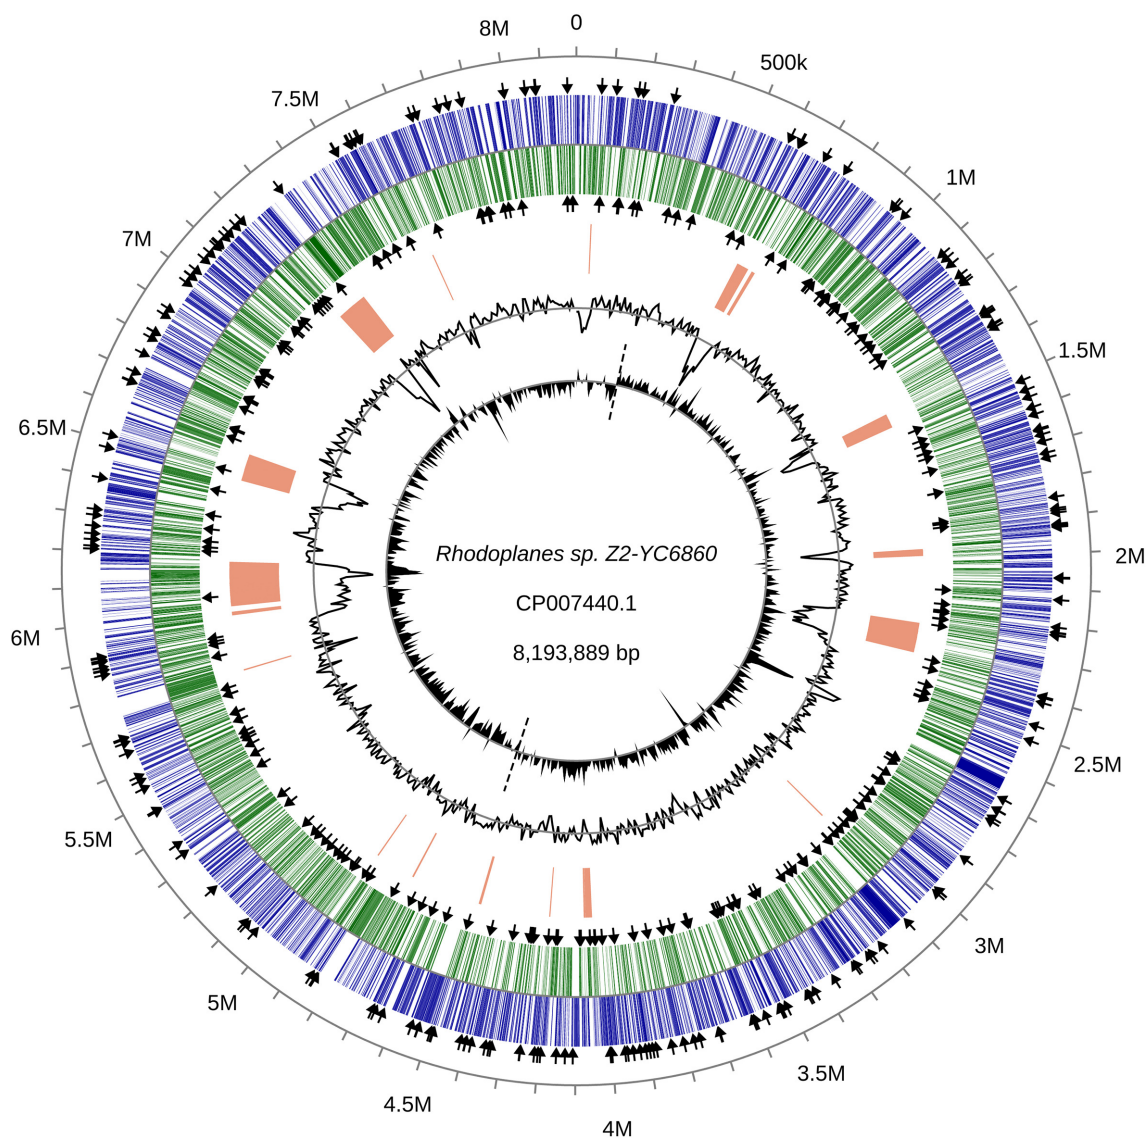 0
500k
1M
1.5M
2M
2.5M
3M
3.5M
4M
4.5M
5M
5.5M
6M
6.5M
7M
7.5M
8M
Rhodoplanes sp. Z2-YC6860
CP007440.1
8,193,889 bp